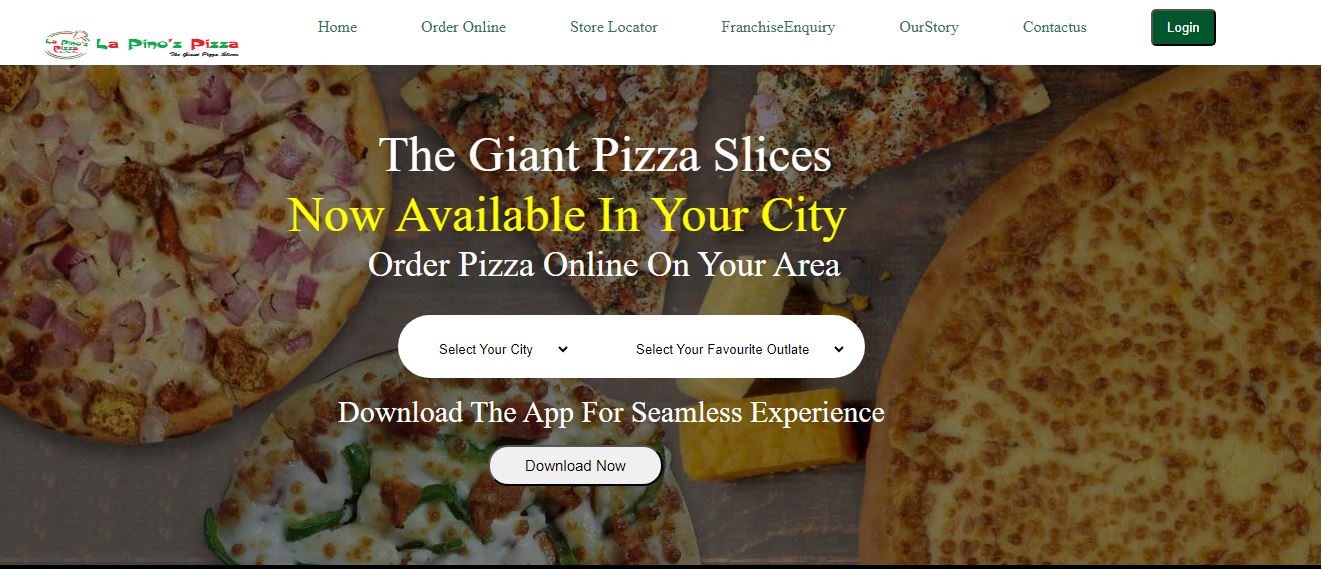 Home Order Online Store Locator FranchiseEnquiry OurStory Contactus Login
La Pino'z Pizza La Pino'z Pizza
The Giant Pizza Slices
The Giant Pizza Slices
Now Available In Your City
Order Pizza Online On Your Area
Select Your City Select Your Favourite Outlate
Download The App For Seamless Experience
Download Now